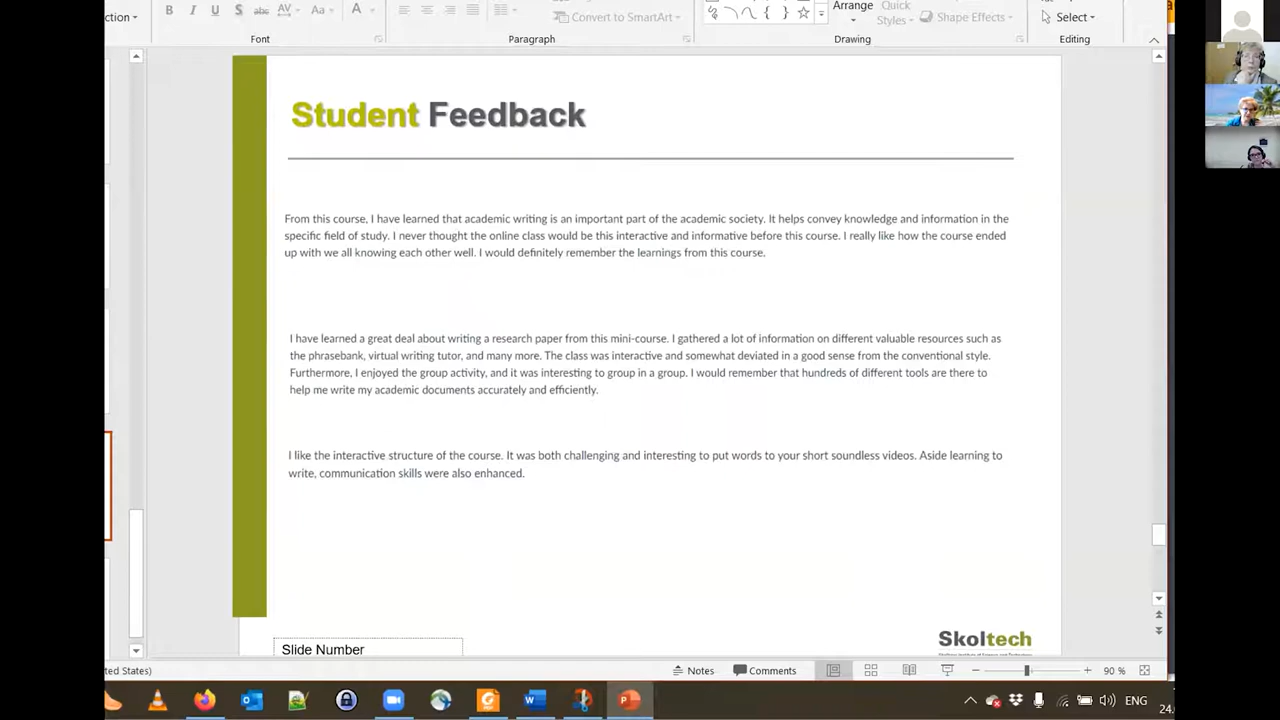 ction
B I U S abc AV Aa A
Convert to SmartArt
Arrange
Quick
Styles
Shape Effects
Select
Font
Paragraph
Drawing
Editing
Student Feedback
From this course, I have learned that academic writing is an important part of the academic society. It helps convey knowledge and information in the
specific field of study. I never thought the online class would be this interactive and informative before this course. I really like how the course ended
up with we all knowing each other well. I would definitely remember the learnings from this course.
I have learned a great deal about writing a research paper from this mini-course. I gathered a lot of information on different valuable resources such as
the phrasebank, virtual writing tutor, and many more. The class was interactive and somewhat deviated in a good sense from the conventional style.
Furthermore, I enjoyed the group activity, and it was interesting to group in a group. I would remember that hundreds of different tools are there to
help me write my academic documents accurately and efficiently.
I like the interactive structure of the course. It was both challenging and interesting to put words to your short soundless videos. Aside learning to
write, communication skills were also enhanced.
Skoltech
Slide Number
ted States)
Notes
Comments
90 %
ENG
24.